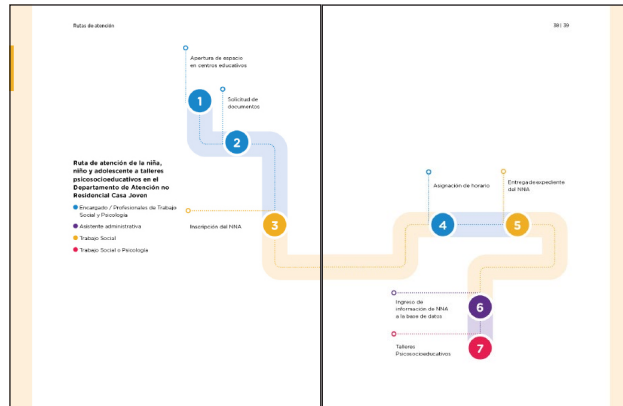 Rutas de atención
38 | 39
Apertura de espacio
en centros educativos
1
Solicitud de
documentos
2
Ruta de atención de la niña,
niño y adolescente a talleres
psicosocioeducativos en el
Departamento de Atención no
Residencial Casa Joven
Encargado / Profesionales de Trabajo
Social y Psicología
Asistente administrativa
Trabajo Social
Trabajo Social o Psicología
Inscripción del NNA
3
Asignación de horario
4
Entrega de expediente
del NNA
5
Ingreso de
información de NNA
a la base de datos
6
Talleres
Psicosocioeducativos
7